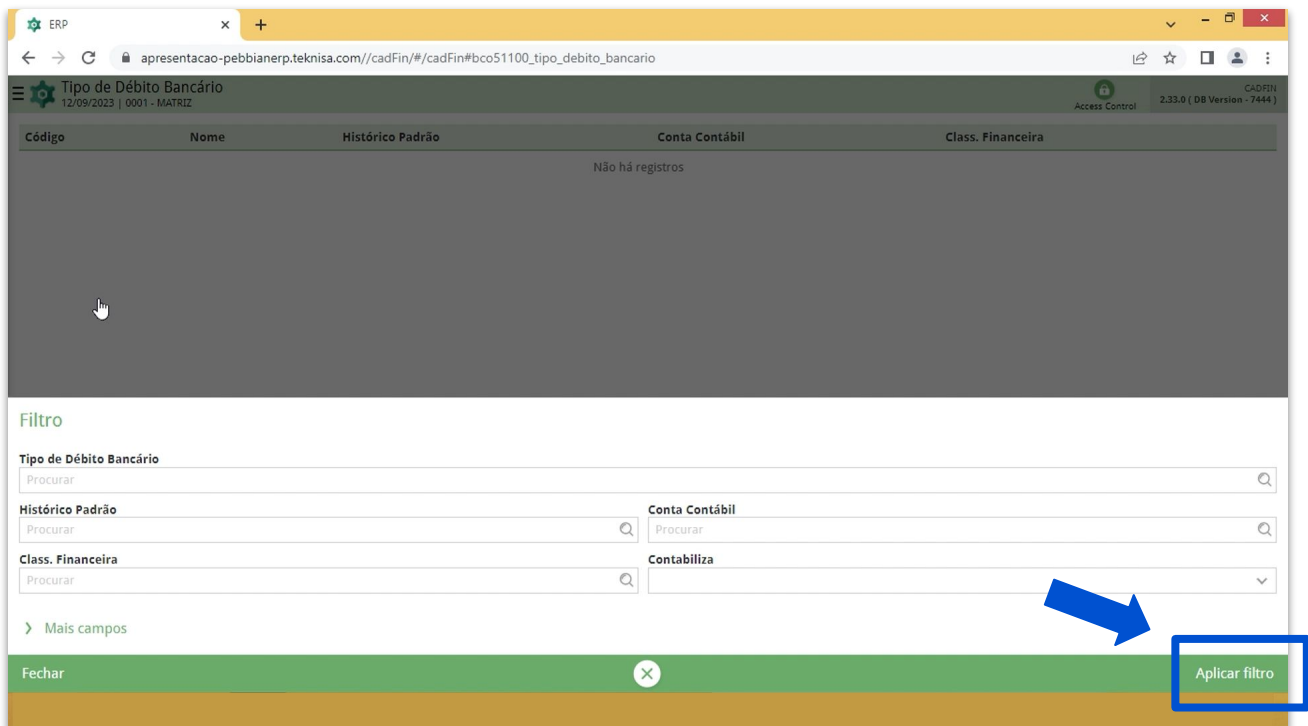 ERP
apresentacao-pebbianerp.teknisa.com//cadFin/#/cadFin#bco51100_tipo_debito_bancario
Tipo de Débito Bancário
12/09/2023 | 0001 - MATRIZ
Access Control
CADFIN
2.33.0 ( DB Version - 7444 )
Código Nome Histórico Padrão Conta Contábil Class. Financeira
Não há registros
Filtro
Tipo de Débito Bancário
Procurar
Histórico Padrão Conta Contábil
Procurar Procurar
Class. Financeira Contabiliza
Procurar
Mais campos
Fechar Aplicar filtro